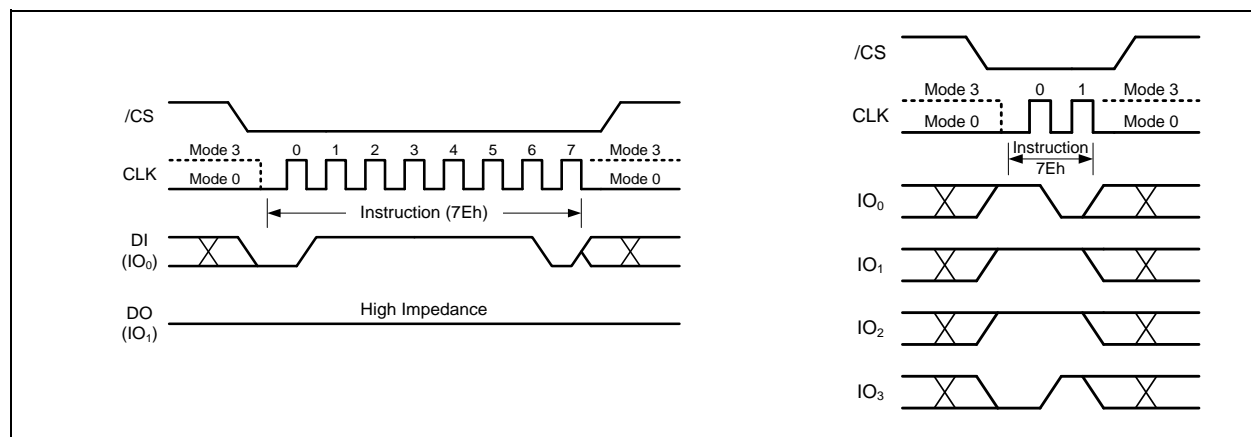 /CS
Mode 3
0 1 2 3 4 5 6 7
Mode 3
CLK
Mode 0
Mode 0
Instruction (7Eh)
DI
(IO₀)
High Impedance
DO
(IO₁)
/CS
Mode 3
0 1
Mode 3
CLK
Mode 0
Mode 0
Instruction
7Eh
IO₀
IO₁
IO₂
IO₃